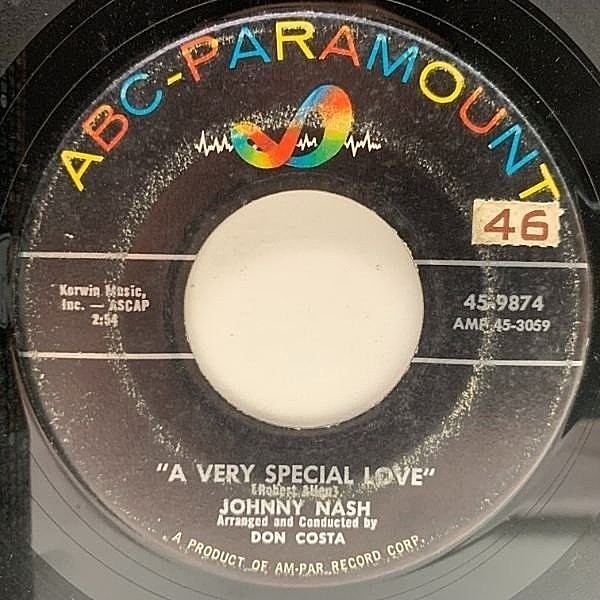 ABC-PARAMOUNT
46
Korwin Music,
Inc. — ASCAP
2:54
45-9874
AMP 45-3059
"A VERY SPECIAL LOVE"
(Robert Allen)
JOHNNY NASH
Arranged and Conducted by
DON COSTA
A PRODUCT OF AM-PAR RECORD CORP.